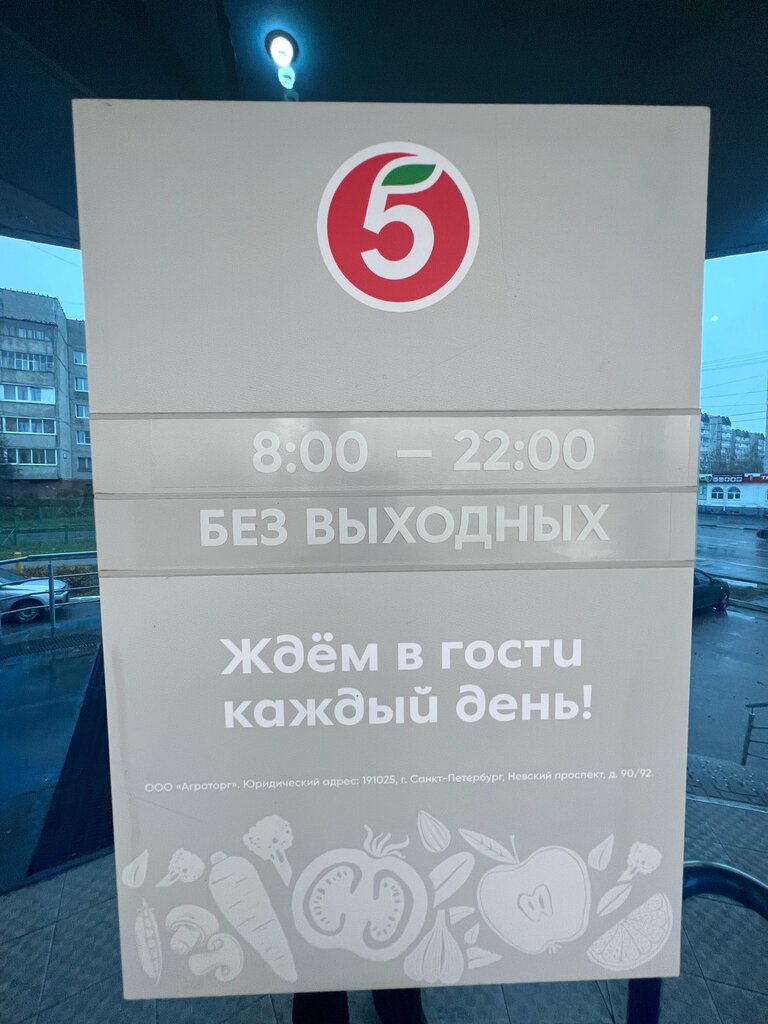 5
8:00 — 22:00
БЕЗ ВЫХОДНЫХ
Ждём в гости
каждый день!
ООО «Агроторг». Юридический адрес: 191025, г. Санкт-Петербург, Невский проспект, д. 90/92.